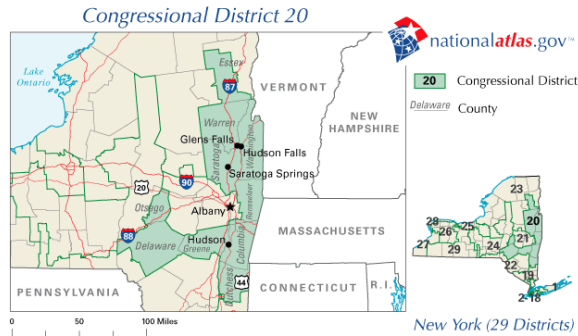 Congressional District 20
nationalatlas.gov™
Lake
Ontario
Essex
87
VERMONT
20 Congressional District
Delaware County
NEW
HAMPSHIRE
Warren
Glens Falls
Washington
Hudson Falls
Saratoga
Saratoga Springs
90
20
Otsego
Albany
Rensselaer
MASSACHUSETTS
88
Delaware
Greene
Hudson
Columbia
Dutchess
44
CONNECTICUT
R.I.
PENNSYLVANIA
0 50 100 Miles
23
20
28
26
25
27
29
24
21
22
19
1
2-18
New York (29 Districts)